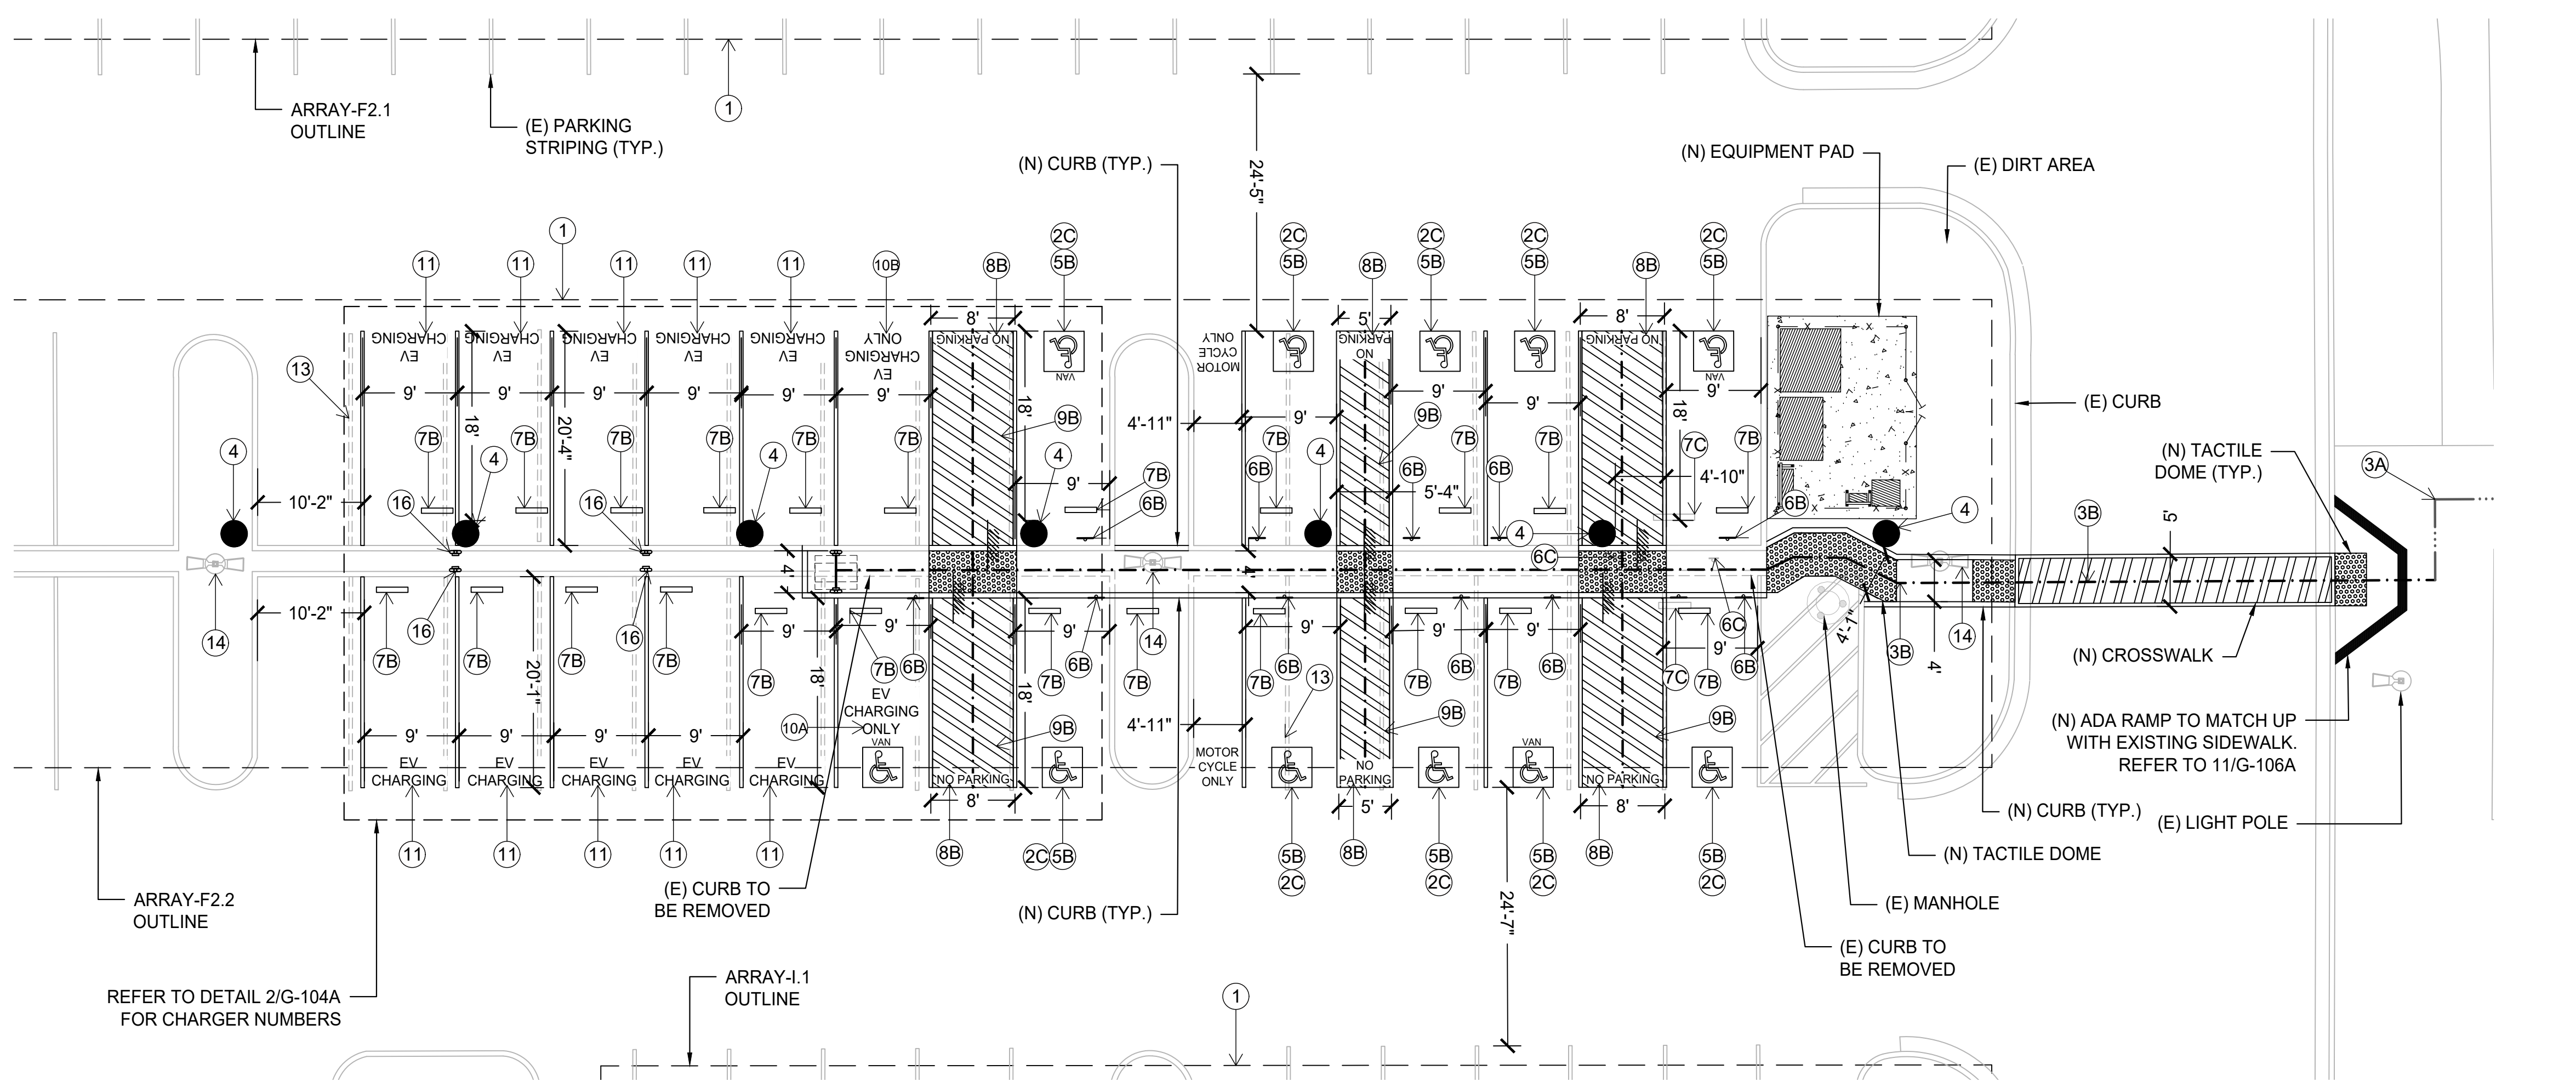 ARRAY-F2.1
OUTLINE
(E) PARKING
STRIPING (TYP.)
1
24'-5"
(N) CURB (TYP.)
(N) EQUIPMENT PAD
(E) DIRT AREA
1
11
11
11
11
11
10B
8B
2C
5B
2C
5B
8B
2C
5B
2C
5B
8B
2C
5B
EV
CHARGING
EV
CHARGING
EV
CHARGING
EV
CHARGING
EV
CHARGING
EV
CHARGING
ONLY
8'
NO PARKING
VAN
MOTOR
CYCLE
ONLY
5'
NO
PARKING
8'
NO PARKING
VAN
13
9'
9'
9'
9'
9'
9'
18'
20'-4"
18'
9B
4'-11"
9'
9B
9'
9'
18'
9'
(E) CURB
4
7B
7B
4
7B
7B
4
7B
7B
4
7B
6B
9'
6B
7B
4
6B
7B
6B
7B
7C
7B
6B
5'-4"
4'-10"
(N) TACTILE
DOME (TYP.)
3A
10'-2"
16
16
4
6C
4
3B
5'
4'
4'
10'-2"
14
16
16
7B
7B
7B
7B
7B
9'
7B
9'
6B
7B
9'
6B
7B
14
9'
7B
6B
13
7B
9'
6B
7B
9'
6B
7C
7B
6C
9'
6B
4'-1"
3B
14
4'
(N) CROSSWALK
20'-1"
18'
EV
CHARGING
ONLY
10A
VAN
18'
9B
4'-11"
9B
VAN
9B
(N) ADA RAMP TO MATCH UP
WITH EXISTING SIDEWALK.
REFER TO 11/G-106A
9'
9'
9'
9'
EV
CHARGING
EV
CHARGING
EV
CHARGING
EV
CHARGING
EV
CHARGING
NO PARKING
8'
MOTOR
CYCLE
ONLY
NO
PARKING
5'
NO PARKING
8'
(N) CURB (TYP.)
(E) LIGHT POLE
11
11
11
11
11
8B
2C
5B
5B
2C
8B
5B
2C
5B
2C
8B
5B
2C
(N) TACTILE DOME
ARRAY-F2.2
OUTLINE
(E) CURB TO
BE REMOVED
(N) CURB (TYP.)
24'-7"
(E) MANHOLE
(E) CURB TO
BE REMOVED
REFER TO DETAIL 2/G-104A
FOR CHARGER NUMBERS
ARRAY-I.1
OUTLINE
1